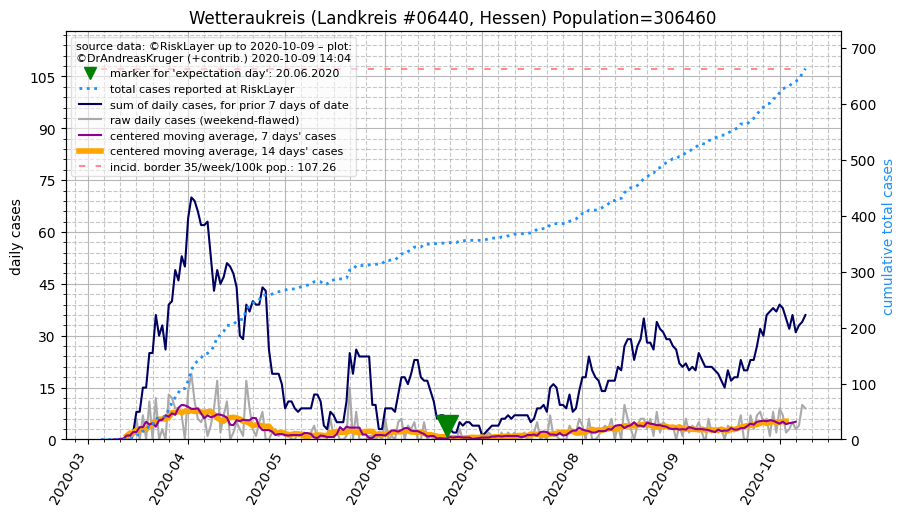 Wetteraukreis (Landkreis #06440, Hessen) Population=306460
source data: ©RiskLayer up to 2020-10-09 – plot:
©DrAndreasKruger (+contrib.) 2020-10-09 14:04
marker for 'expectation day': 20.06.2020
total cases reported at RiskLayer
sum of daily cases, for prior 7 days of date
raw daily cases (weekend-flawed)
centered moving average, 7 days' cases
centered moving average, 14 days' cases
incid. border 35/week/100k pop.: 107.26
daily cases
105
90
75
60
45
30
15
0
700
600
500
400
300
200
100
0
cumulative total cases
2020-03
2020-04
2020-05
2020-06
2020-07
2020-08
2020-09
2020-10